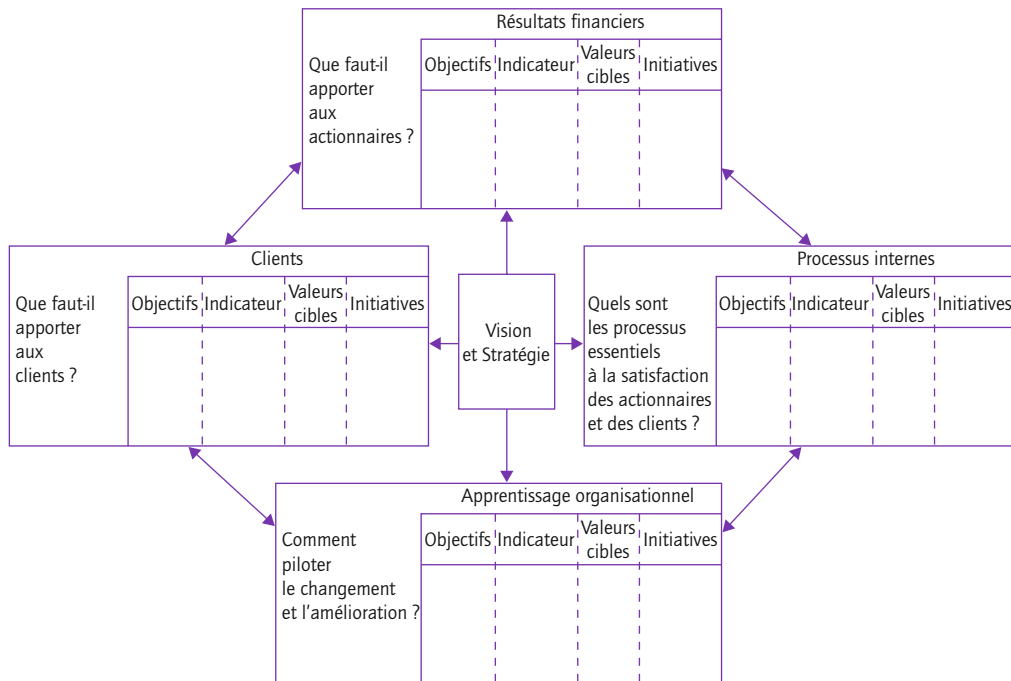 Résultats financiers
Que faut-il
apporter
aux
actionnaires ?
Objectifs Indicateur Valeurs
cibles Initiatives
Clients
Que faut-il
apporter
aux
clients ?
Objectifs Indicateur Valeurs
cibles Initiatives
Vision
et Stratégie
Processus internes
Quels sont
les processus
essentiels
à la satisfaction
des actionnaires
et des clients ?
Objectifs Indicateur Valeurs
cibles Initiatives
Apprentissage organisationnel
Comment
piloter
le changement
et l’amélioration ?
Objectifs Indicateur Valeurs
cibles Initiatives